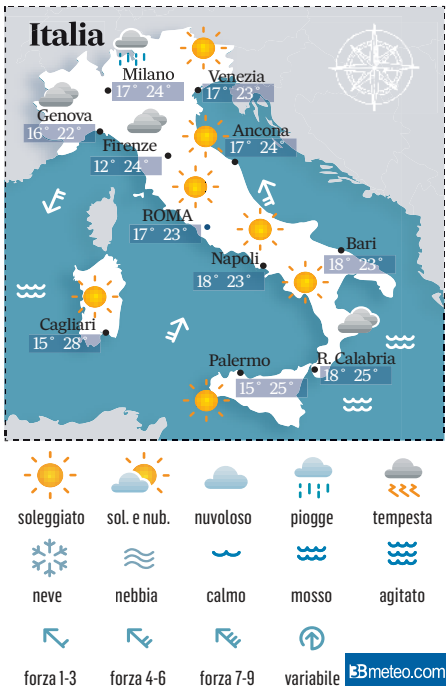 Italia
Milano
17° 24°
Venezia
17° 23°
Genova
16° 22°
Ancona
17° 24°
Firenze
12° 24°
ROMA
17° 23°
Bari
18° 23°
Napoli
18° 23°
Cagliari
15° 28°
Palermo
15° 25°
R. Calabria
18° 25°
soleggiato sol. e nub. nuvoloso piogge tempesta
neve nebbia calmo mosso agitato
forza 1-3 forza 4-6 forza 7-9 variabile
3Bmeteo.com